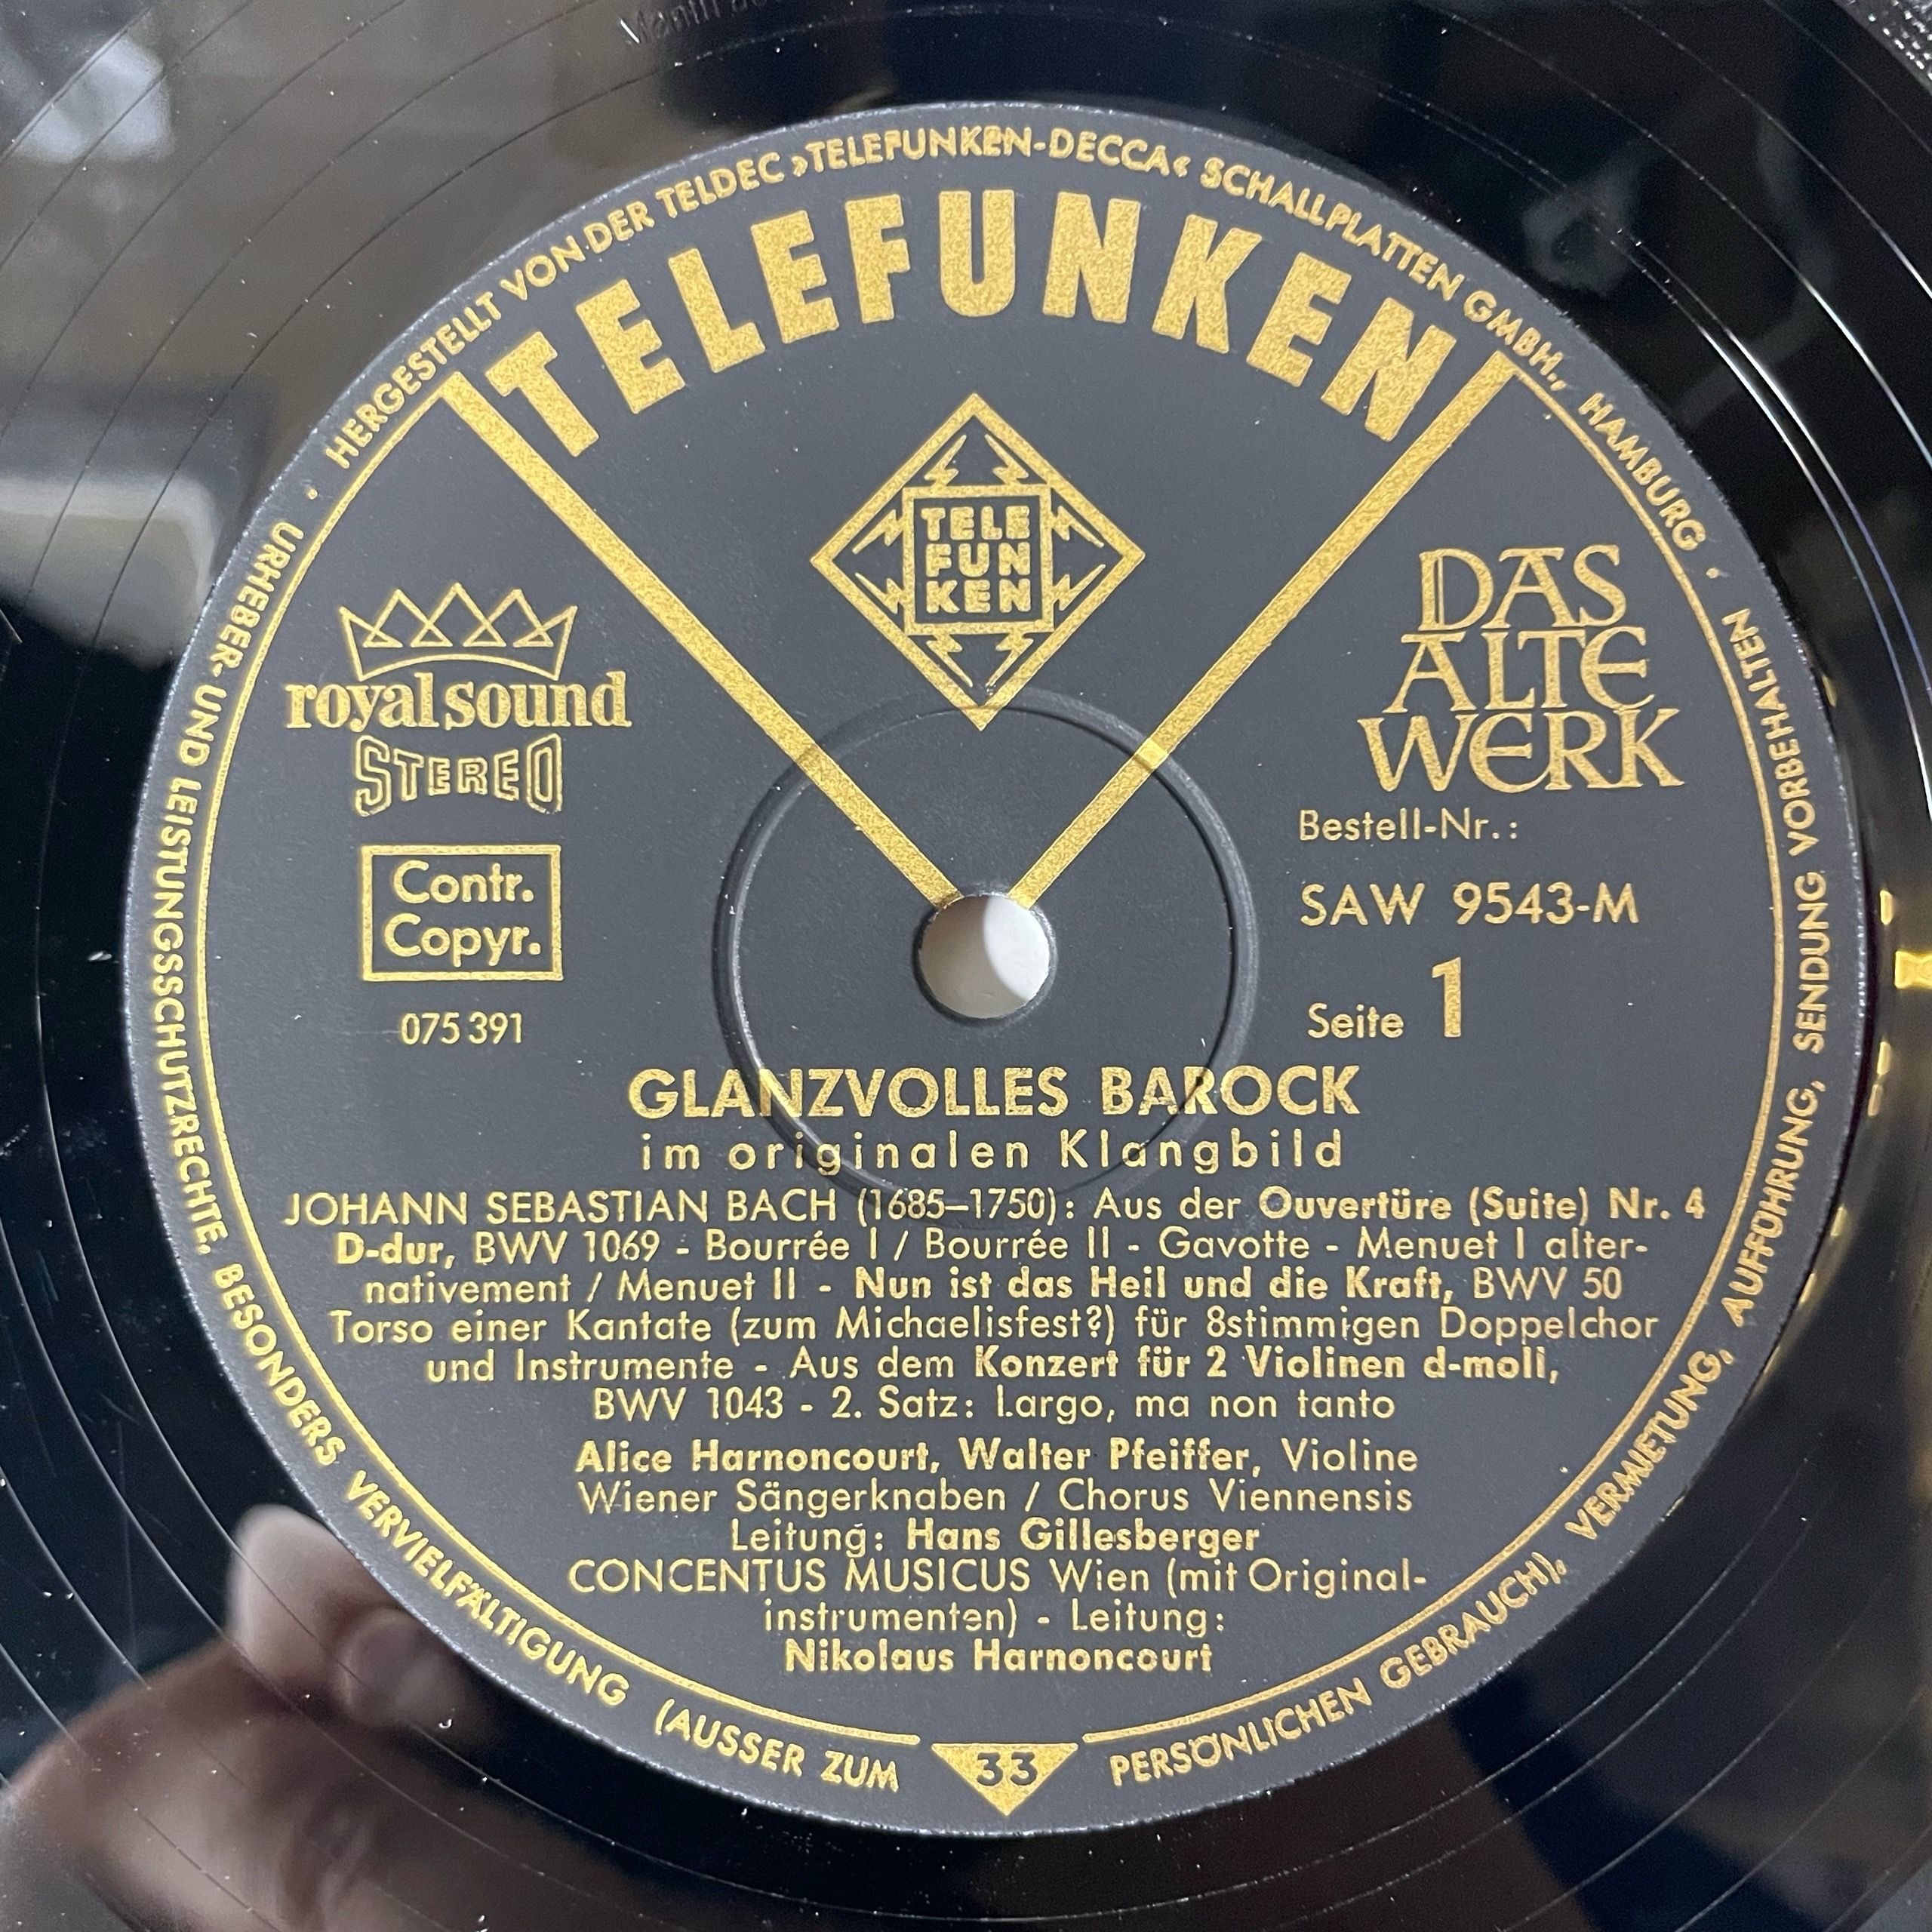 HERGESTELLT VON DER TELDEC »TELEFUNKEN-DECCA« SCHALLPLATTEN GMBH., HAMBURG · URHEBER- UND LEISTUNGSSCHUTZRECHTE, BESONDERS VERVIELFÄLTIGUNG (AUSSER ZUM PERSÖNLICHEN GEBRAUCH), VERMIETUNG, AUFFÜHRUNG, SENDUNG VORBEHALTEN ·
TELEFUNKEN
TELE
FUN
KEN
royal sound
STEREO
DAS
ALTE
WERK
Contr.
Copyr.
075 391
Bestell-Nr.:
SAW 9543-M
Seite 1
GLANZVOLLES BAROCK
im originalen Klangbild
JOHANN SEBASTIAN BACH (1685–1750): Aus der Ouvertüre (Suite) Nr. 4
D-dur, BWV 1069 - Bourrée I / Bourrée II - Gavotte - Menuet I alter-
nativement / Menuet II - Nun ist das Heil und die Kraft, BWV 50
Torso einer Kantate (zum Michaelisfest?) für 8stimmigen Doppelchor
und Instrumente - Aus dem Konzert für 2 Violinen d-moll,
BWV 1043 - 2. Satz: Largo, ma non tanto
Alice Harnoncourt, Walter Pfeiffer, Violine
Wiener Sängerknaben / Chorus Viennensis
Leitung: Hans Gillesberger
CONCENTUS MUSICUS Wien (mit Original-
instrumenten) - Leitung:
Nikolaus Harnoncourt
33